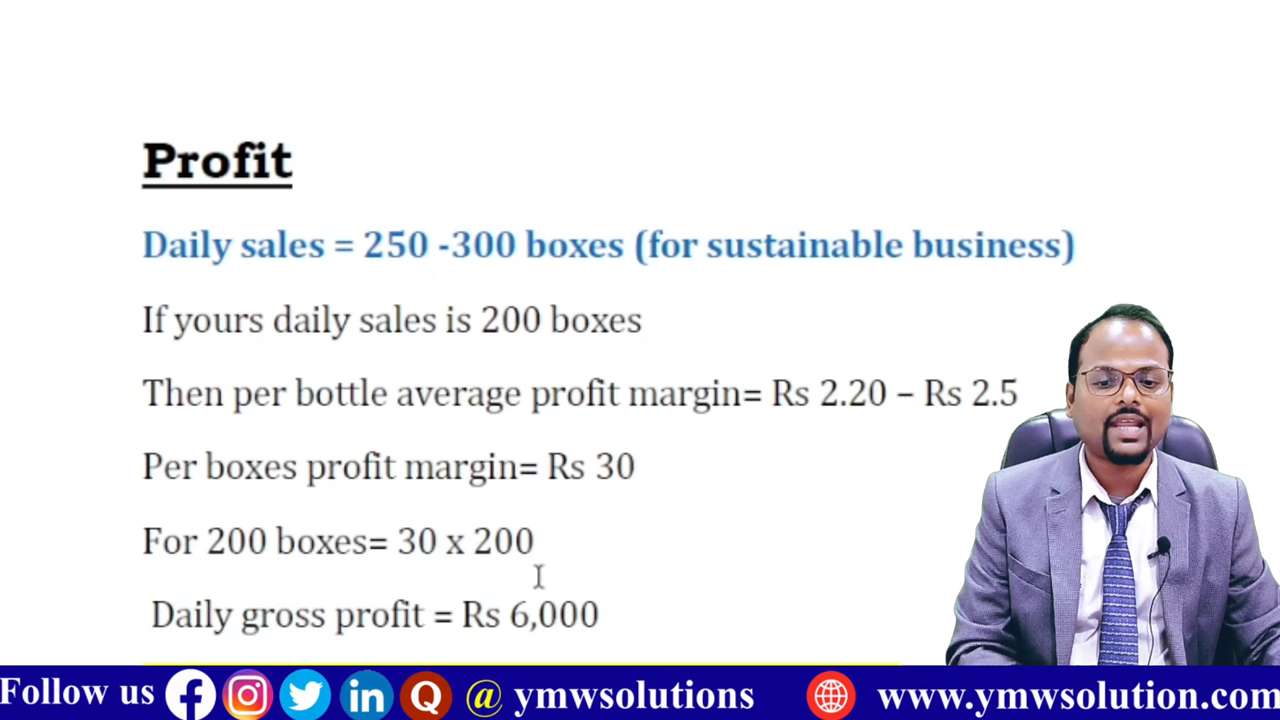 Profit
Daily sales = 250 -300 boxes (for sustainable business)
If yours daily sales is 200 boxes
Then per bottle average profit margin= Rs 2.20 – Rs 2.5
Per boxes profit margin= Rs 30
For 200 boxes= 30 x 200
Daily gross profit = Rs 6,000
Follow us @ ymwsolutions www.ymwsolution.com